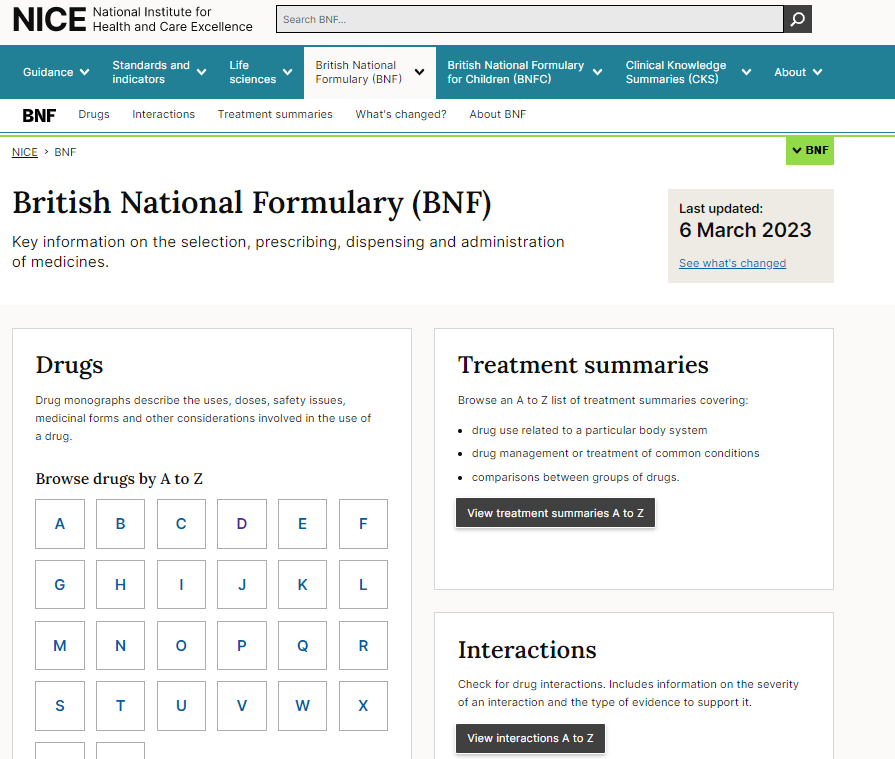 NICE National Institute for
Health and Care Excellence
Search BNF...
Guidance
Standards and
indicators
Life
sciences
British National
Formulary (BNF)
British National Formulary
for Children (BNFC)
Clinical Knowledge
Summaries (CKS)
About
BNF
Drugs
Interactions
Treatment summaries
What's changed?
About BNF
NICE > BNF
BNF
British National Formulary (BNF)
Key information on the selection, prescribing, dispensing and administration
of medicines.
Last updated:
6 March 2023
See what's changed
Drugs
Drug monographs describe the uses, doses, safety issues,
medicinal forms and other considerations involved in the use of
a drug.
Browse drugs by A to Z
A B C D E F
G H I J K L
M N O P Q R
S T U V W X
Treatment summaries
Browse an A to Z list of treatment summaries covering:
• drug use related to a particular body system
• drug management or treatment of common conditions
• comparisons between groups of drugs.
View treatment summaries A to Z
Interactions
Check for drug interactions. Includes information on the severity
of an interaction and the type of evidence to support it.
View interactions A to Z